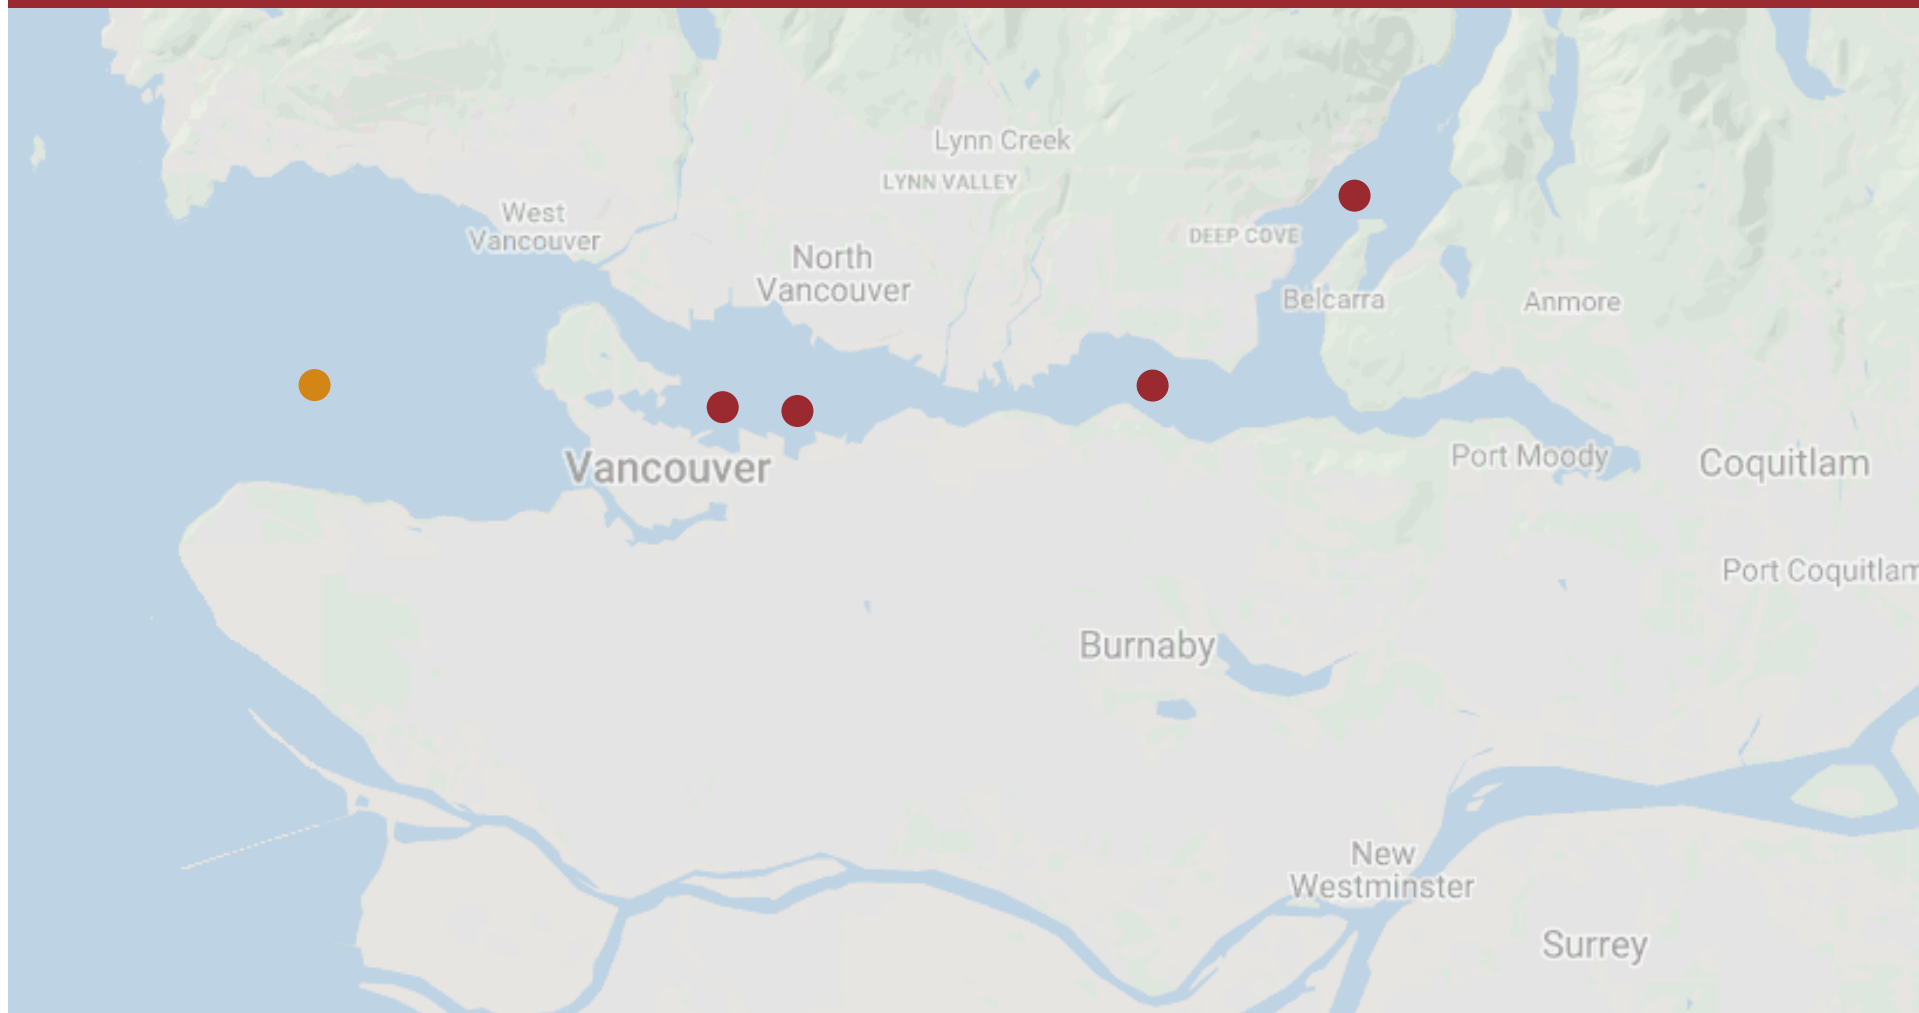 Lynn Creek
LYNN VALLEY
West
Vancouver
DEEP COVE
North
Vancouver
Belcarra
Anmore
Vancouver
Port Moody
Coquitlam
Port Coquitlam
Burnaby
New
Westminster
Surrey